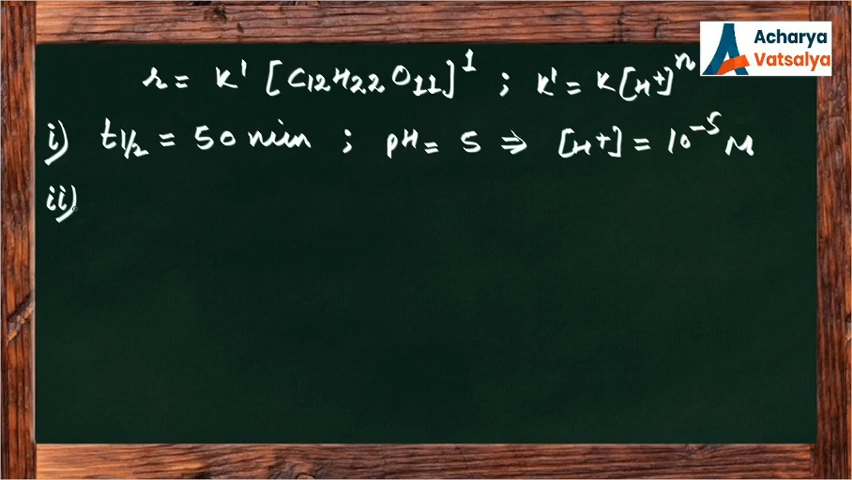 Acharya
Vatsalya
r = K' [C12H22O11]^1 ; K' = K[H+]^n
i) t1/2 = 50 min ; pH = 5 ⇒ [H+] = 10^-5 M
ii)